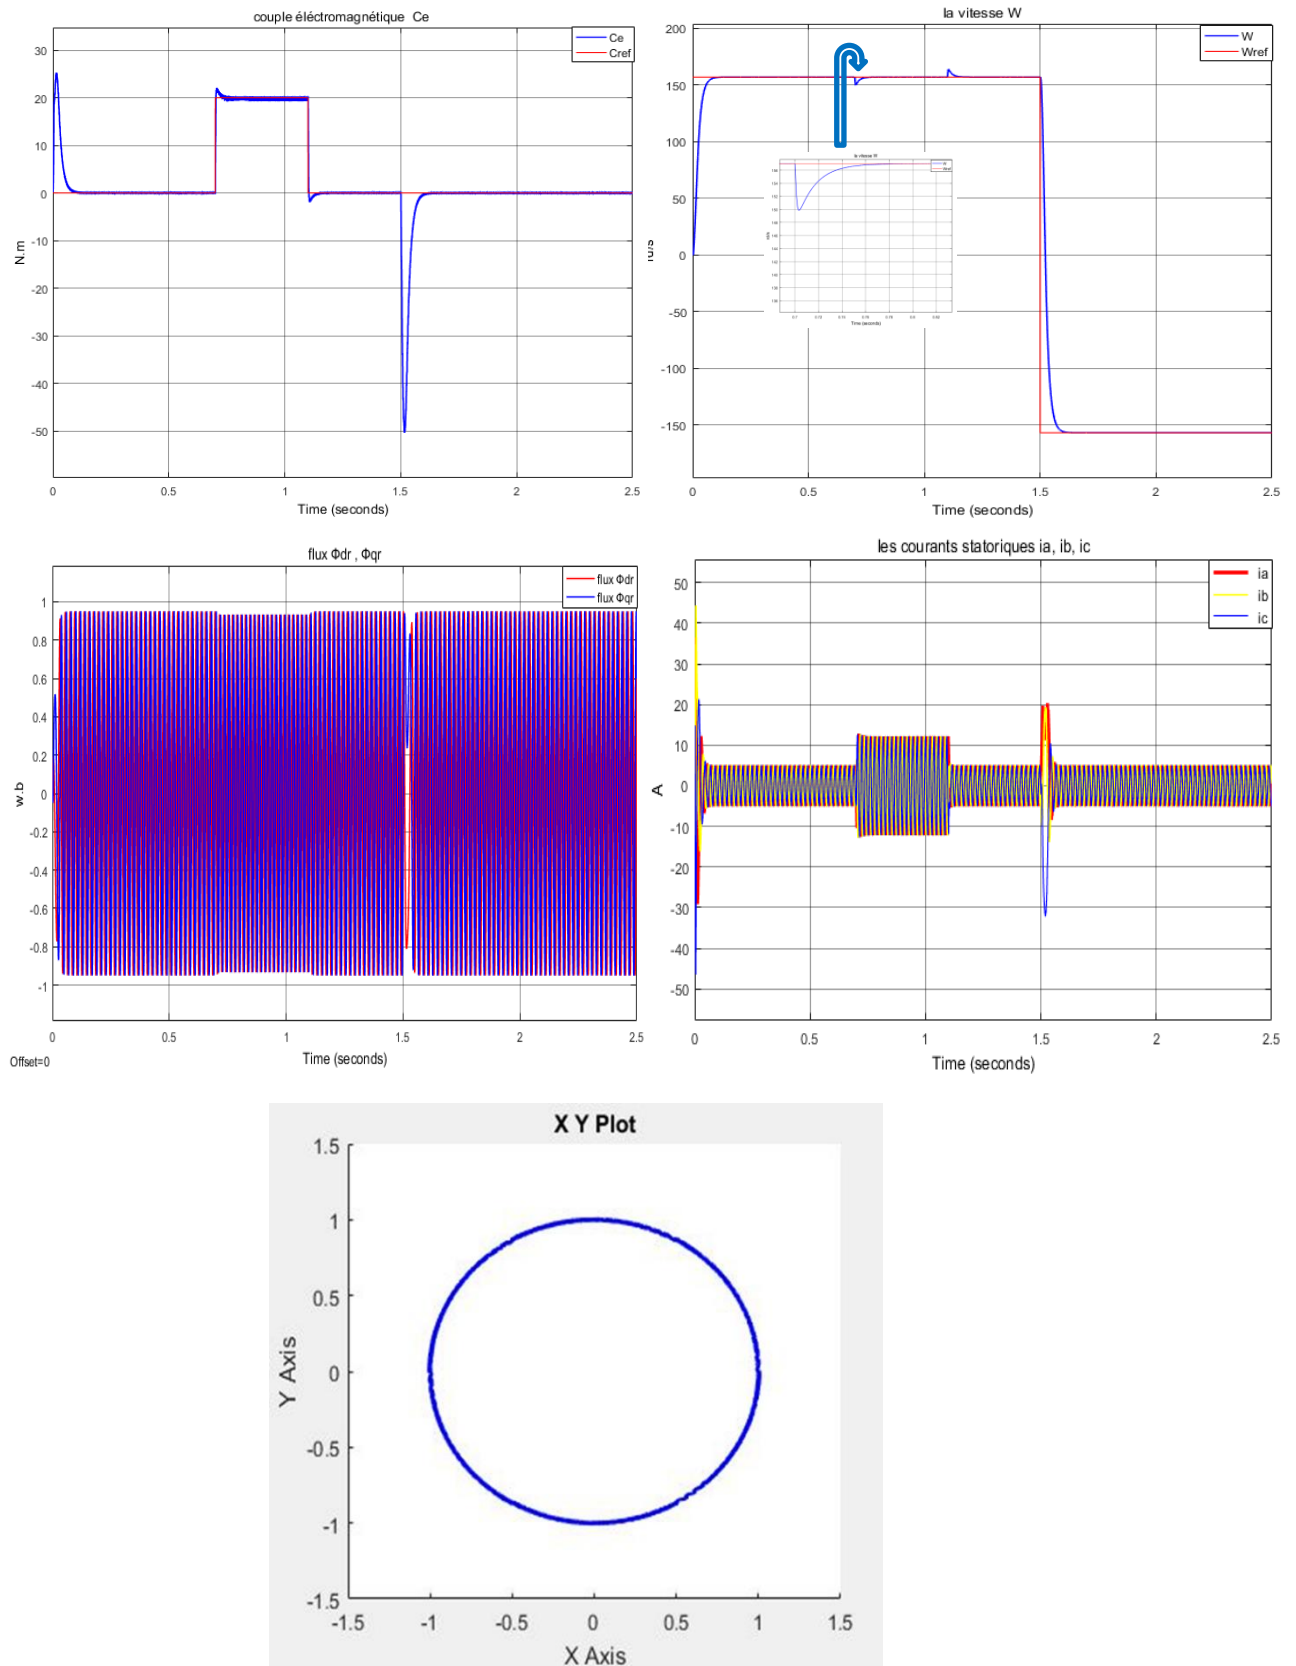 couple éléctromagnétique Ce
Ce
Cref
30
20
10
0
-10
-20
-30
-40
-50
N.m
0 0.5 1 1.5 2 2.5
Time (seconds)
la vitesse W
W
Wref
200
150
100
50
0
-50
-100
-150
rd/s
0 0.5 1 1.5 2 2.5
Time (seconds)
la vitesse W
W
Wref
Time (seconds)
flux Φdr , Φqr
flux Φdr
flux Φqr
1
0.8
0.6
0.4
0.2
0
-0.2
-0.4
-0.6
-0.8
-1
w.b
0 0.5 1 1.5 2 2.5
Time (seconds)
Offset=0
les courants statoriques ia, ib, ic
ia
ib
ic
50
40
30
20
10
0
-10
-20
-30
-40
-50
A
0 0.5 1 1.5 2 2.5
Time (seconds)
X Y Plot
1.5
1
0.5
0
-0.5
-1
-1.5
Y Axis
-1.5 -1 -0.5 0 0.5 1 1.5
X Axis